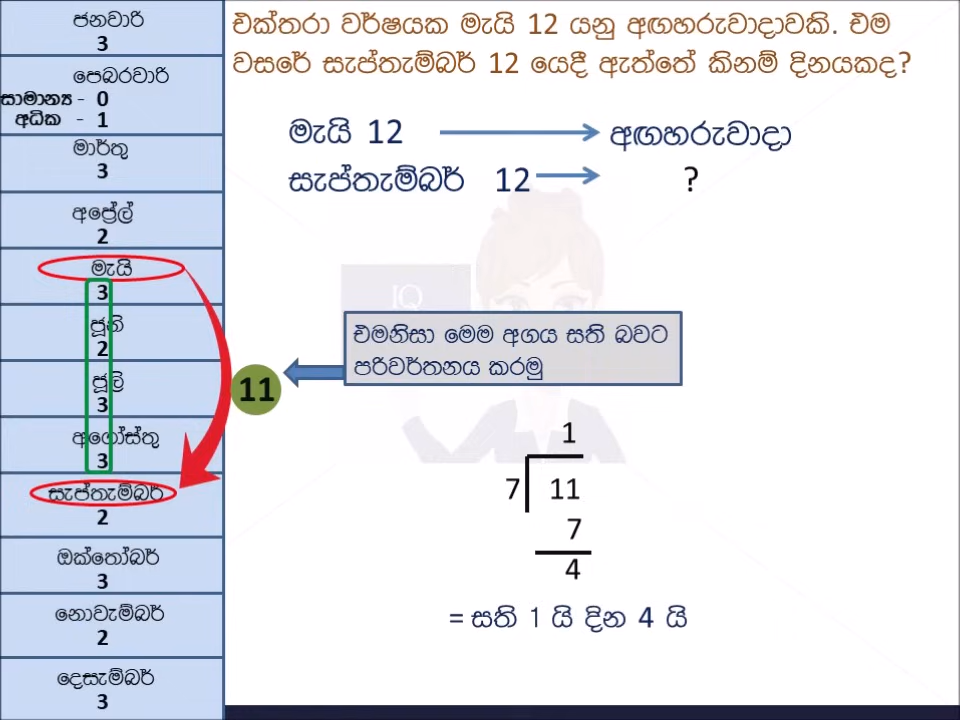 ජනවාරි
3
පෙබරවාරි
සාමාන්‍ය - 0
අධික - 1
මාර්තු
3
අප්‍රේල්
2
මැයි
3
ජූනි
2
ජූලි
3
අගෝස්තු
3
සැප්තැම්බර්
2
ඔක්තෝබර්
3
නොවැම්බර්
2
දෙසැම්බර්
3
එක්තරා වර්ෂයක මැයි 12 යනු අඟහරුවාදාවකි. එම
වසරේ සැප්තැම්බර් 12 යෙදී ඇත්තේ කිනම් දිනයකද?
මැයි 12 අඟහරුවාදා
සැප්තැම්බර් 12 ?
IQ
එමනිසා මෙම අගය සති බවට
පරිවර්තනය කරමු
11
1
7 11
7
4
= සති 1 යි දින 4 යි